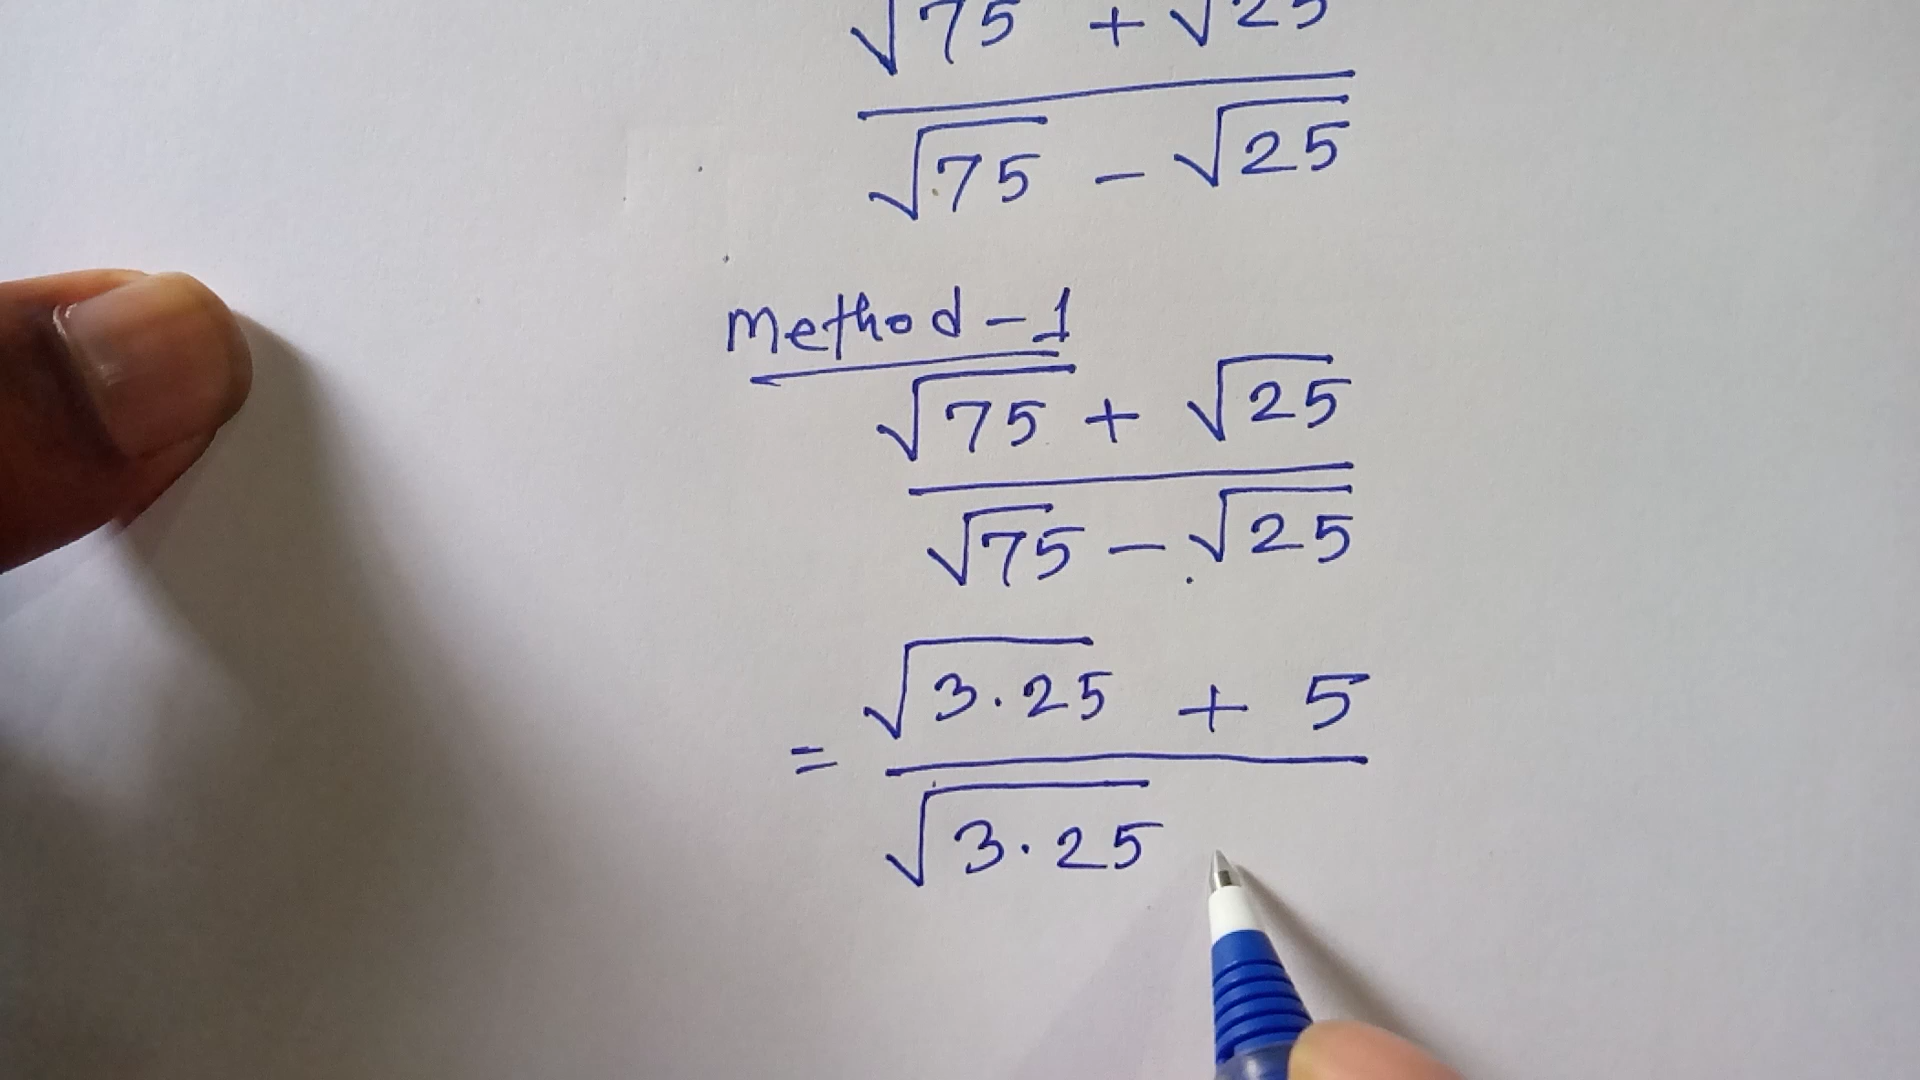 √75 + √25
√75 - √25
Method-1
√75 + √25
√75 - √25
= √3.25 + 5
√3.25